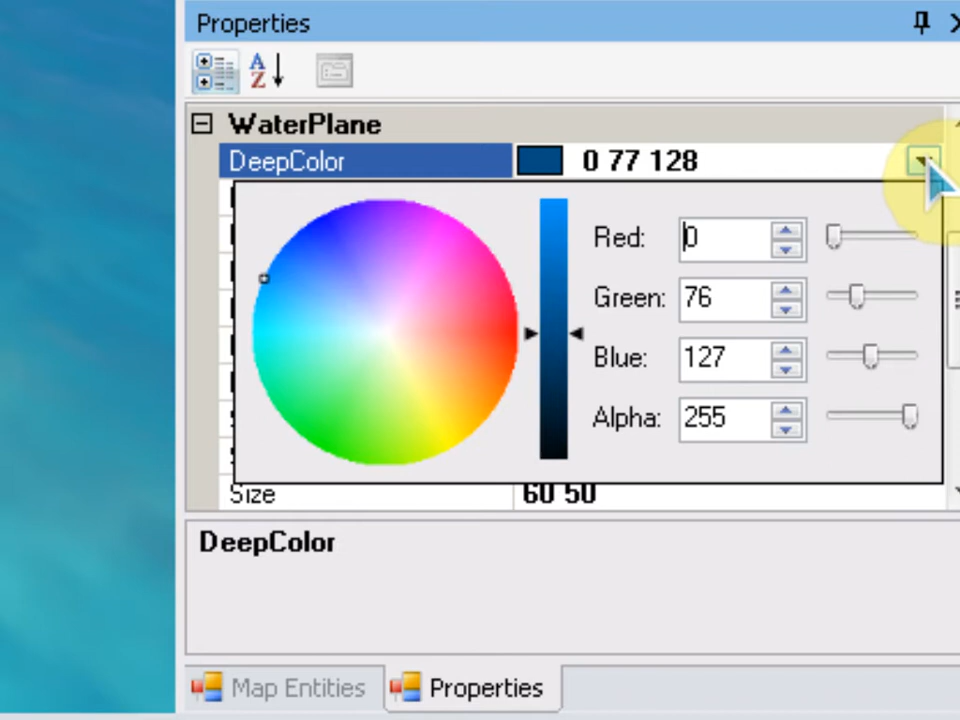 Properties
A
Z
WaterPlane
DeepColor 0 77 128
Red: 0
Green: 76
Blue: 127
Alpha: 255
Size 60 50
DeepColor
Map Entities Properties